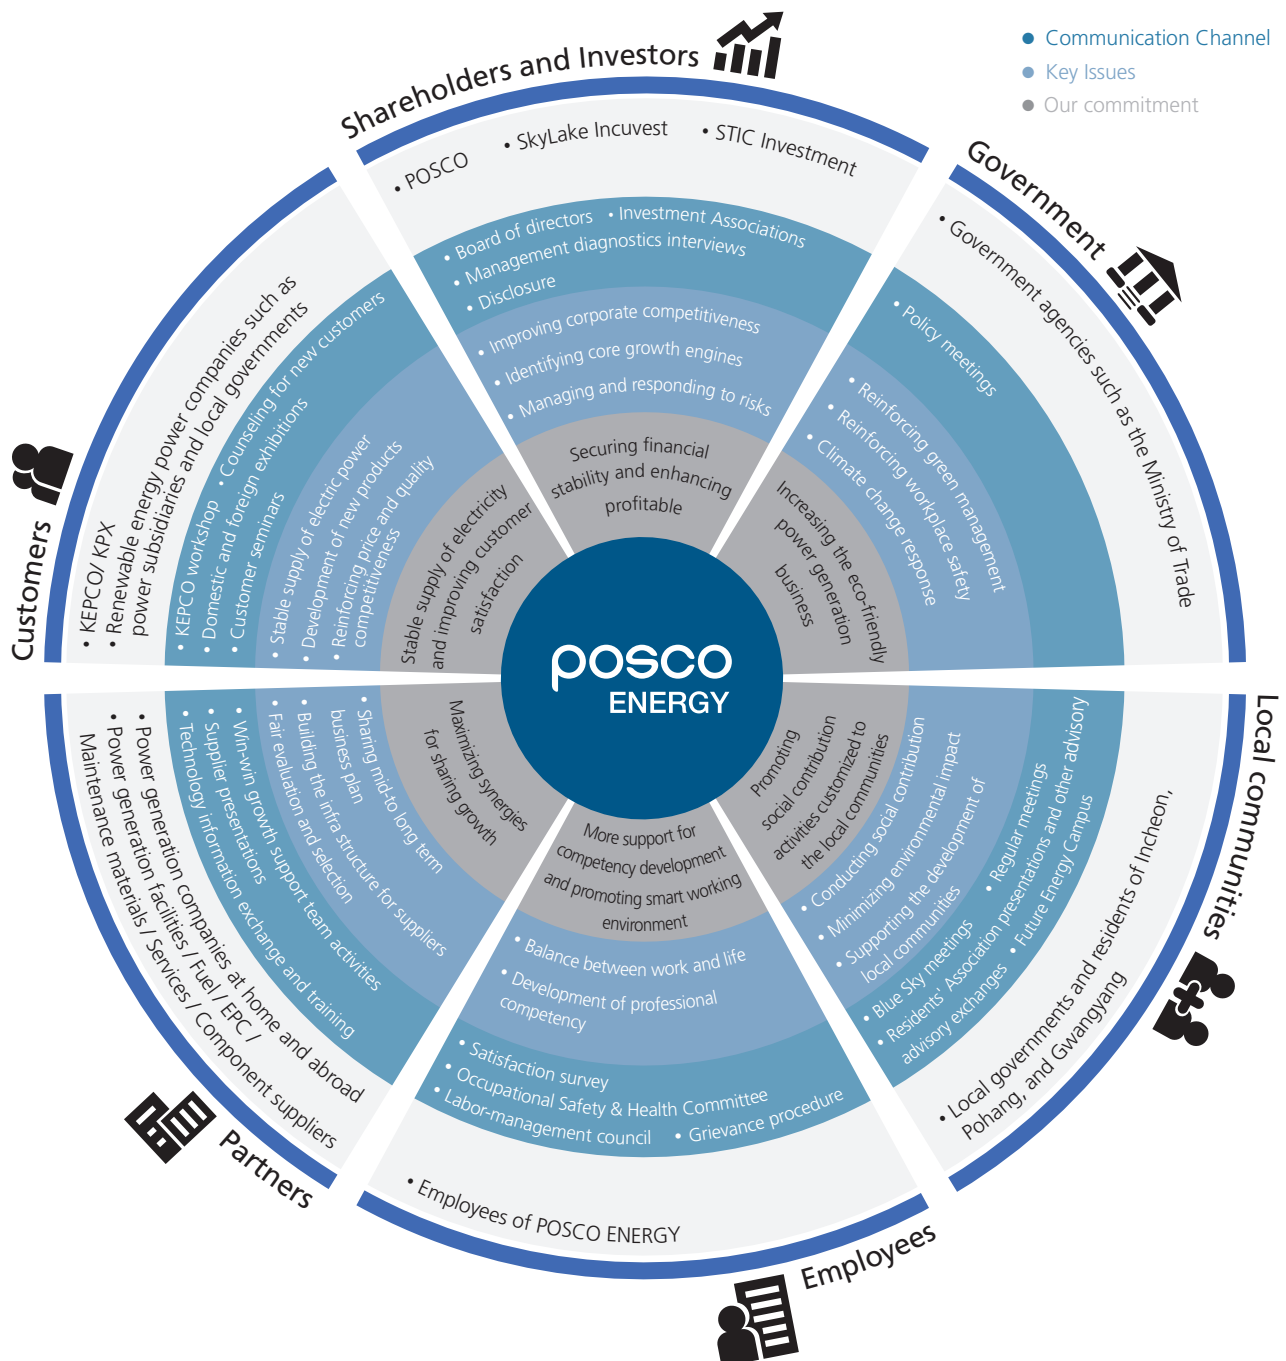 Communication Channel
Key Issues
Our commitment
Shareholders and Investors
• POSCO
• SkyLake Incuvest
• STIC Investment
• Board of directors
• Investment Associations
• Management diagnostics interviews
• Disclosure
• Improving corporate competitiveness
• Identifying core growth engines
• Managing and responding to risks
Securing financial
stability and enhancing
profitable
Government
• Government agencies such as the Ministry of Trade
• Policy meetings
• Reinforcing green management
• Reinforcing workplace safety
• Climate change response
Increasing the eco-friendly
power generation
business
Local communities
• Local governments and residents of Incheon,
Pohang, and Gwangyang
• Regular meetings
• Blue Sky meetings
• Residents' Association presentations and other advisory
advisory exchanges
• Future Energy Campus
• Conducting social contribution
• Minimizing environmental impact
• Supporting the development of
local communities
Promoting
social contribution
activities customized to
the local communities
Employees
• Employees of POSCO ENERGY
• Satisfaction survey
• Occupational Safety & Health Committee
• Labor-management council
• Grievance procedure
• Balance between work and life
• Development of professional
competency
More support for
competency development
and promoting smart working
environment
Partners
• Power generation companies at home and abroad
• Power generation facilities / Fuel / EPC /
Maintenance materials / Services / Component suppliers
• Win-win growth support team activities
• Supplier presentations
• Technology information exchange and training
• Sharing mid-to long term
business plan
• Building the infra structure for suppliers
• Fair evaluation and selection
Maximizing synergies
for sharing growth
Customers
• KEPCO/ KPX
• Renewable energy power companies such as
power subsidiaries and local governments
• KEPCO workshop
• Counseling for new customers
• Domestic and foreign exhibitions
• Customer seminars
• Stable supply of electric power
• Development of new products
• Reinforcing price and quality
competitiveness
Stable supply of electricity
and improving customer
satisfaction
posco
ENERGY